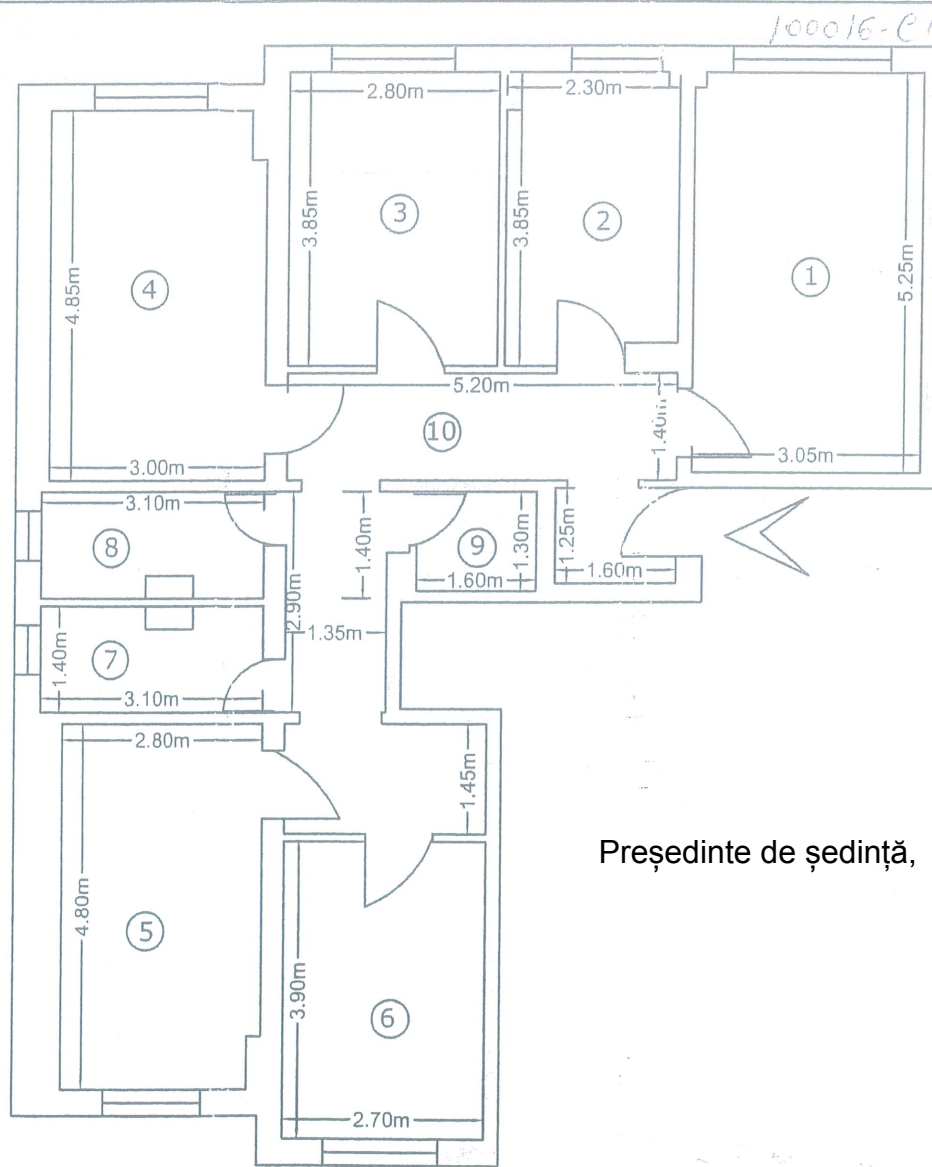 100016-C1
2.80m
2.30m
3.85m
3
3.85m
2
1
5.25m
4.85m
4
5.20m
10
1.40m
3.00m
3.05m
3.10m
8
1.40m
9
1.30m
1.25m
1.60m
1.60m
2.90m
1.35m
1.40m
7
3.10m
2.80m
1.45m
Președinte de ședință,
4.80m
5
3.90m
6
2.70m